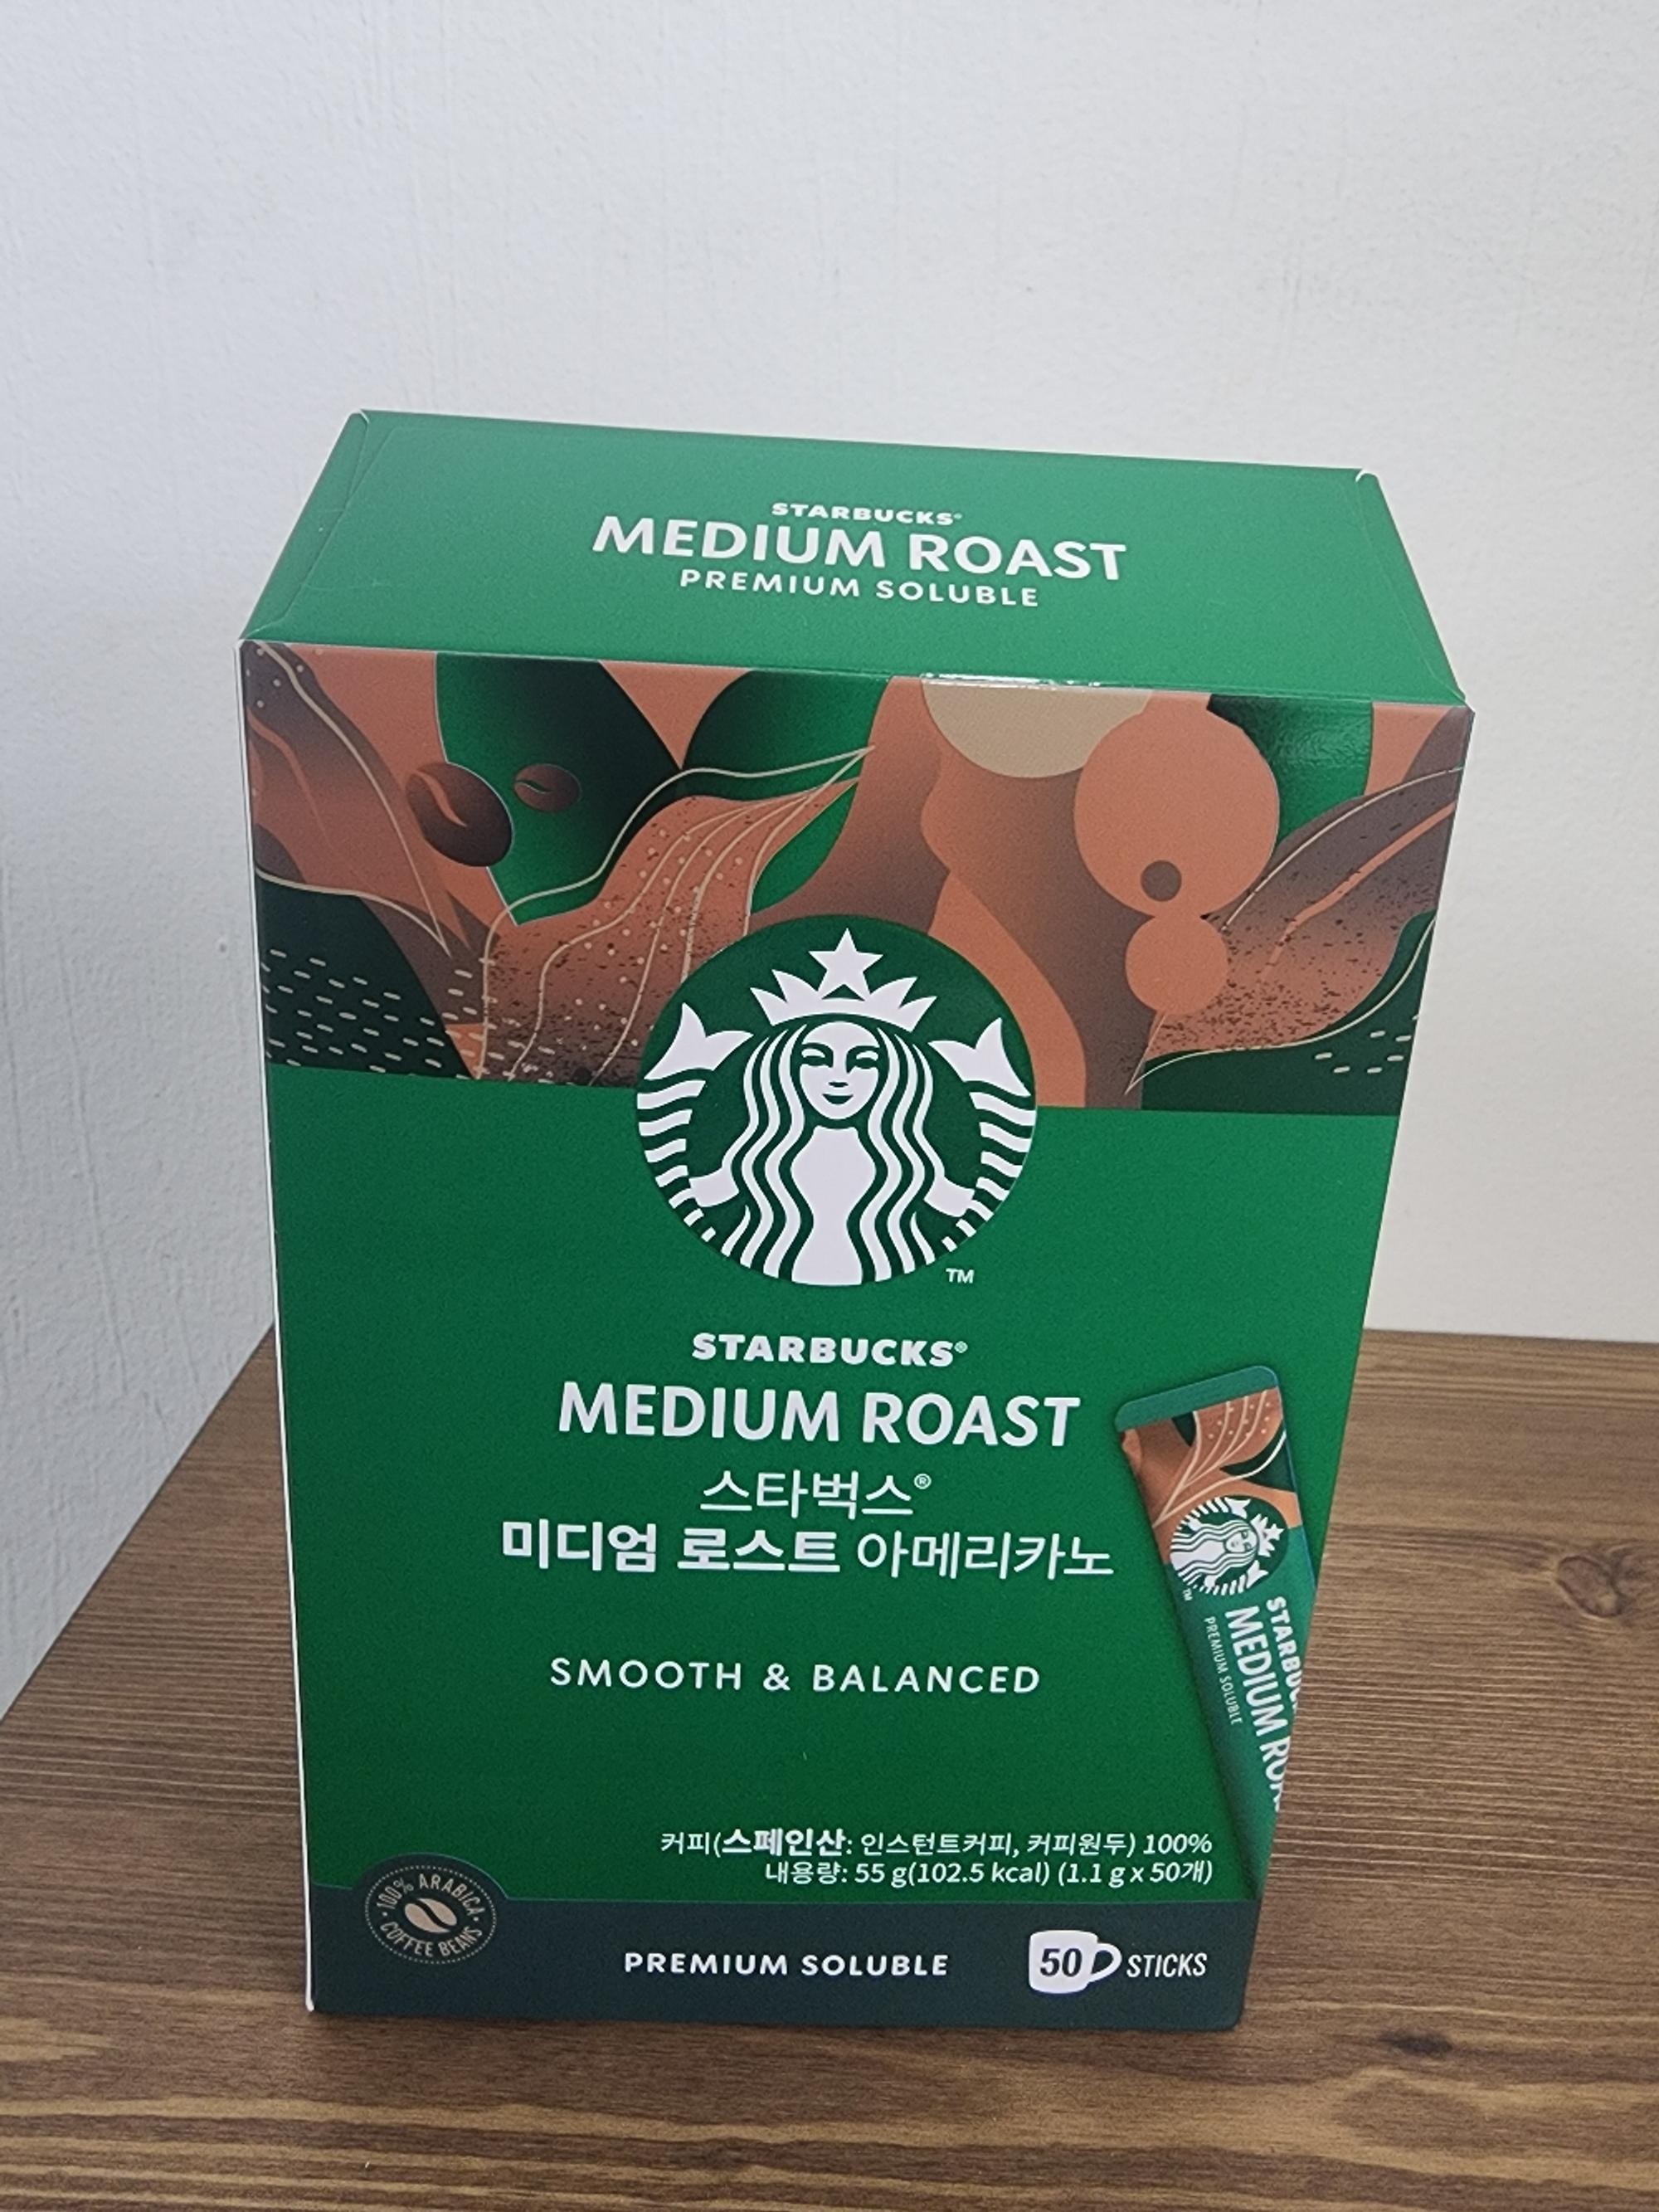 STARBUCKS®
MEDIUM ROAST
PREMIUM SOLUBLE
TM
STARBUCKS®
MEDIUM ROAST
스타벅스®
미디엄 로스트 아메리카노
SMOOTH & BALANCED
TM
MEDIUM
PREMIUM SOLUBLE
커피(스페인산: 인스턴트커피, 커피원두) 100%
내용량: 55 g(102.5 kcal) (1.1 g x 50개)
100% ARABICA
COFFEE BEANS
PREMIUM SOLUBLE
50 STICKS